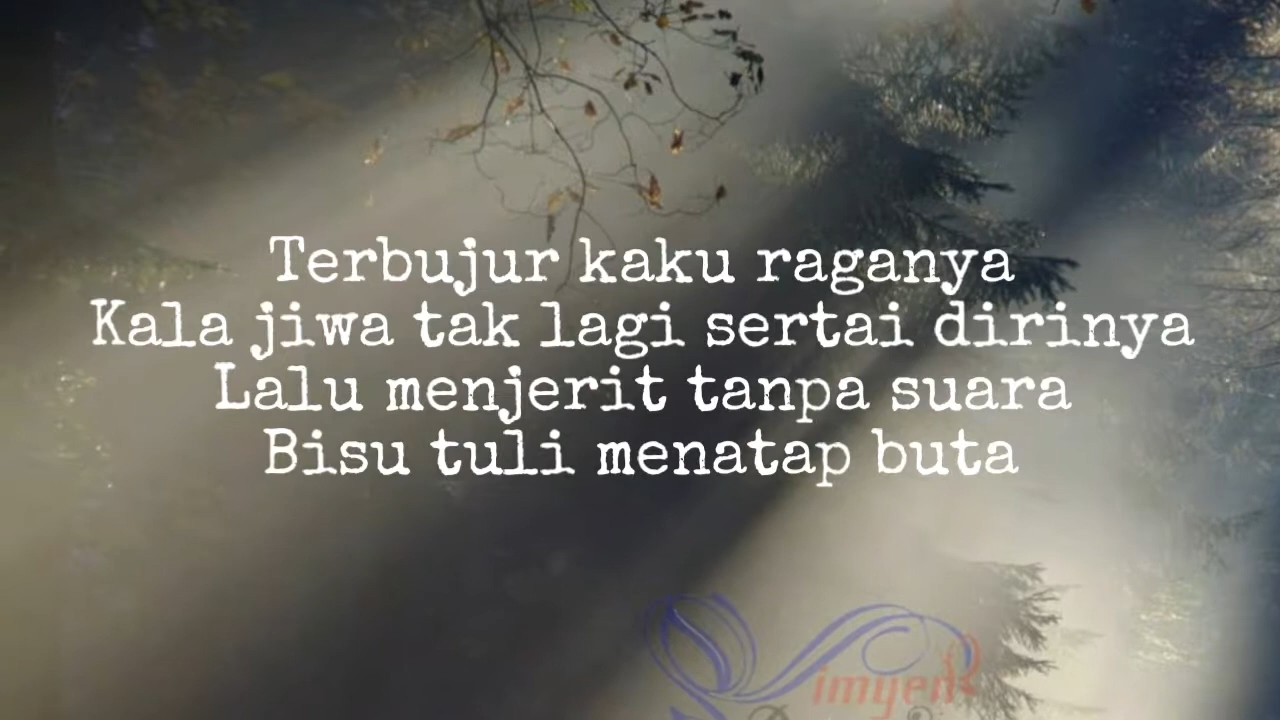 Terbujur kaku raganya
Kala jiwa tak lagi sertai dirinya
Lalu menjerit tanpa suara
Bisu tuli menatap buta